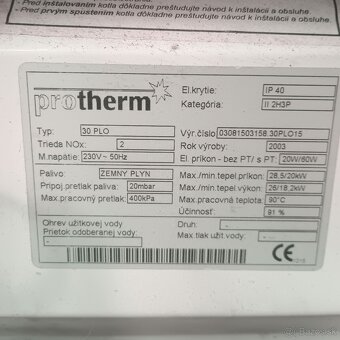 - Pred inštalovaním kotla dôkladne preštudujte návod k inštalácii a obsluhe.
- Pred prvým spustením kotla dôkladne preštudujte návod k inštalácii a obsluhe.
protherm
El.krytie: IP 40
Kategória: II 2H3P
Typ: 30 PLO
Trieda NOx: 2
M.napätie: 230V~ 50Hz
Výr.číslo 03081503158.30PLO15
Rok výroby: 2003
El. príkon - bez PT/ s PT: 20W/60W
Palivo: ZEMNÝ PLYN
Pripoj.pretlak paliva: 20mbar
Max.pracovný pretlak: 400kPa
Max./min.tepel.príkon: 28,5/20kW
Max./min.tepel.výkon: 26/18,2kW
Max.pracovná teplota: 90°C
Účinnosť: 91 %
Ohrev úžitkovej vody
Prietok odoberanej vody: -
Druh: -
Max.tlak úžit.vody: -
CE